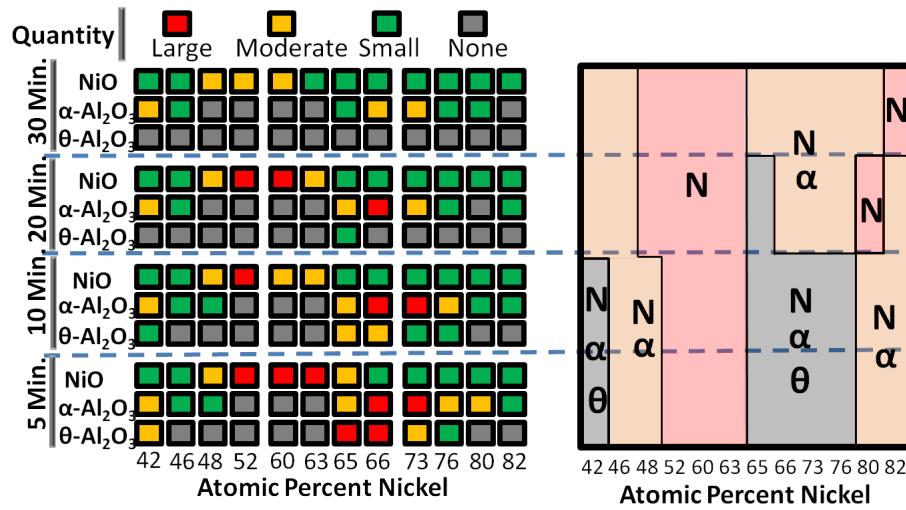 Quantity
Large Moderate Small None
30 Min.
NiO
α-Al₂O₃
θ-Al₂O₃
20 Min.
NiO
α-Al₂O₃
θ-Al₂O₃
10 Min.
NiO
α-Al₂O₃
θ-Al₂O₃
5 Min.
NiO
α-Al₂O₃
θ-Al₂O₃
42 46 48 52 60 63 65 66 73 76 80 82
Atomic Percent Nickel
N
N
α
N
N
N
α
θ
N
α
N
α
θ
N
α
42 46 48 52 60 63 65 66 73 76 80 82
Atomic Percent Nickel